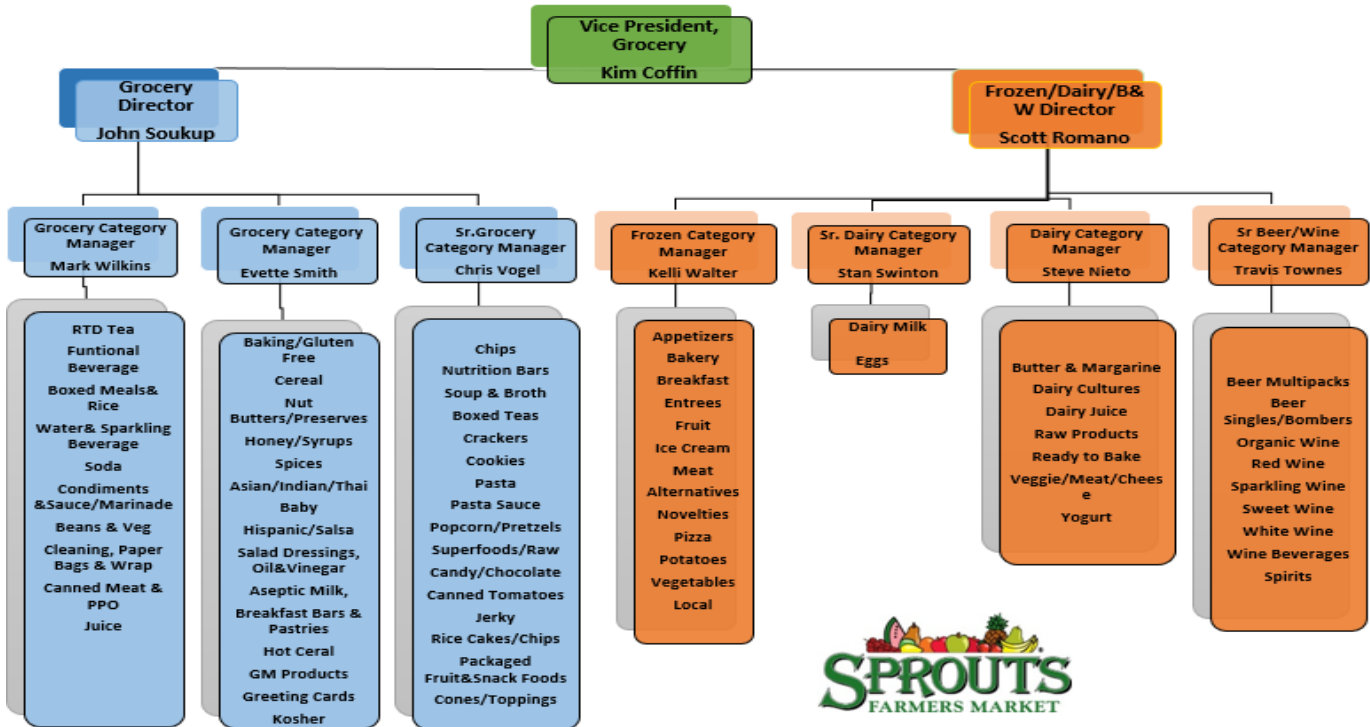 Vice President,
Grocery
Kim Coffin
Grocery
Director
John Soukup
Frozen/Dairy/B&
W Director
Scott Romano
Grocery Category
Manager
Mark Wilkins
Grocery Category
Manager
Evette Smith
Sr.Grocery
Category Manager
Chris Vogel
Frozen Category
Manager
Kelli Walter
Sr. Dairy Category
Manager
Stan Swinton
Dairy Category
Manager
Steve Nieto
Sr Beer/Wine
Category Manager
Travis Townes
RTD Tea
Funtional
Beverage
Boxed Meals&
Rice
Water& Sparkling
Beverage
Soda
Condiments
&Sauce/Marinade
Beans & Veg
Cleaning, Paper
Bags & Wrap
Canned Meat &
PPO
Juice
Baking/Gluten
Free
Cereal
Nut
Butters/Preserves
Honey/Syrups
Spices
Asian/Indian/Thai
Baby
Hispanic/Salsa
Salad Dressings,
Oil&Vinegar
Aseptic Milk,
Breakfast Bars &
Pastries
Hot Ceral
GM Products
Greeting Cards
Kosher
Chips
Nutrition Bars
Soup & Broth
Boxed Teas
Crackers
Cookies
Pasta
Pasta Sauce
Popcorn/Pretzels
Superfoods/Raw
Candy/Chocolate
Canned Tomatoes
Jerky
Rice Cakes/Chips
Packaged
Fruit&Snack Foods
Cones/Toppings
Appetizers
Bakery
Breakfast
Entrees
Fruit
Ice Cream
Meat
Alternatives
Novelties
Pizza
Potatoes
Vegetables
Local
Dairy Milk
Eggs
Butter & Margarine
Dairy Cultures
Dairy Juice
Raw Products
Ready to Bake
Veggie/Meat/Chees
e
Yogurt
Beer Multipacks
Beer
Singles/Bombers
Organic Wine
Red Wine
Sparkling Wine
Sweet Wine
White Wine
Wine Beverages
Spirits
SPROUTS
FARMERS MARKET